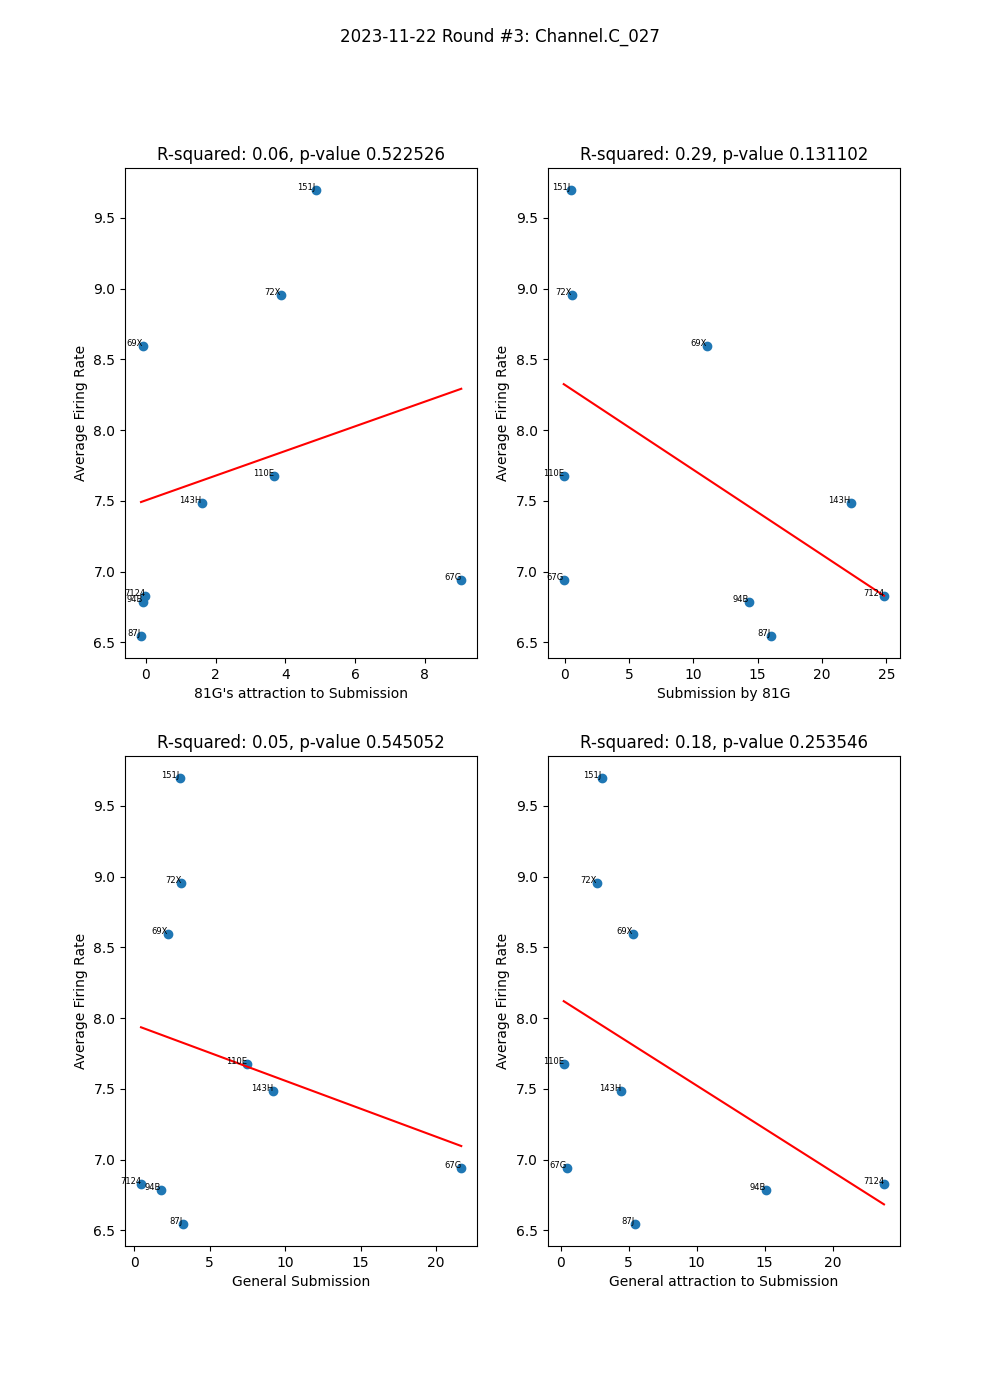 2023-11-22 Round #3: Channel.C_027
R-squared: 0.06, p-value 0.522526
Average Firing Rate
9.5
9.0
8.5
8.0
7.5
7.0
6.5
151J
72X
69X
110E
143H
67G
7124
94B
87J
0 2 4 6 8
81G's attraction to Submission
R-squared: 0.29, p-value 0.131102
Average Firing Rate
9.5
9.0
8.5
8.0
7.5
7.0
6.5
151J
72X
69X
110E
143H
67G
7124
94B
87J
0 5 10 15 20 25
Submission by 81G
R-squared: 0.05, p-value 0.545052
Average Firing Rate
9.5
9.0
8.5
8.0
7.5
7.0
6.5
151J
72X
69X
110E
143H
67G
7124
94B
87J
0 5 10 15 20
General Submission
R-squared: 0.18, p-value 0.253546
Average Firing Rate
9.5
9.0
8.5
8.0
7.5
7.0
6.5
151J
72X
69X
110E
143H
67G
7124
94B
87J
0 5 10 15 20
General attraction to Submission